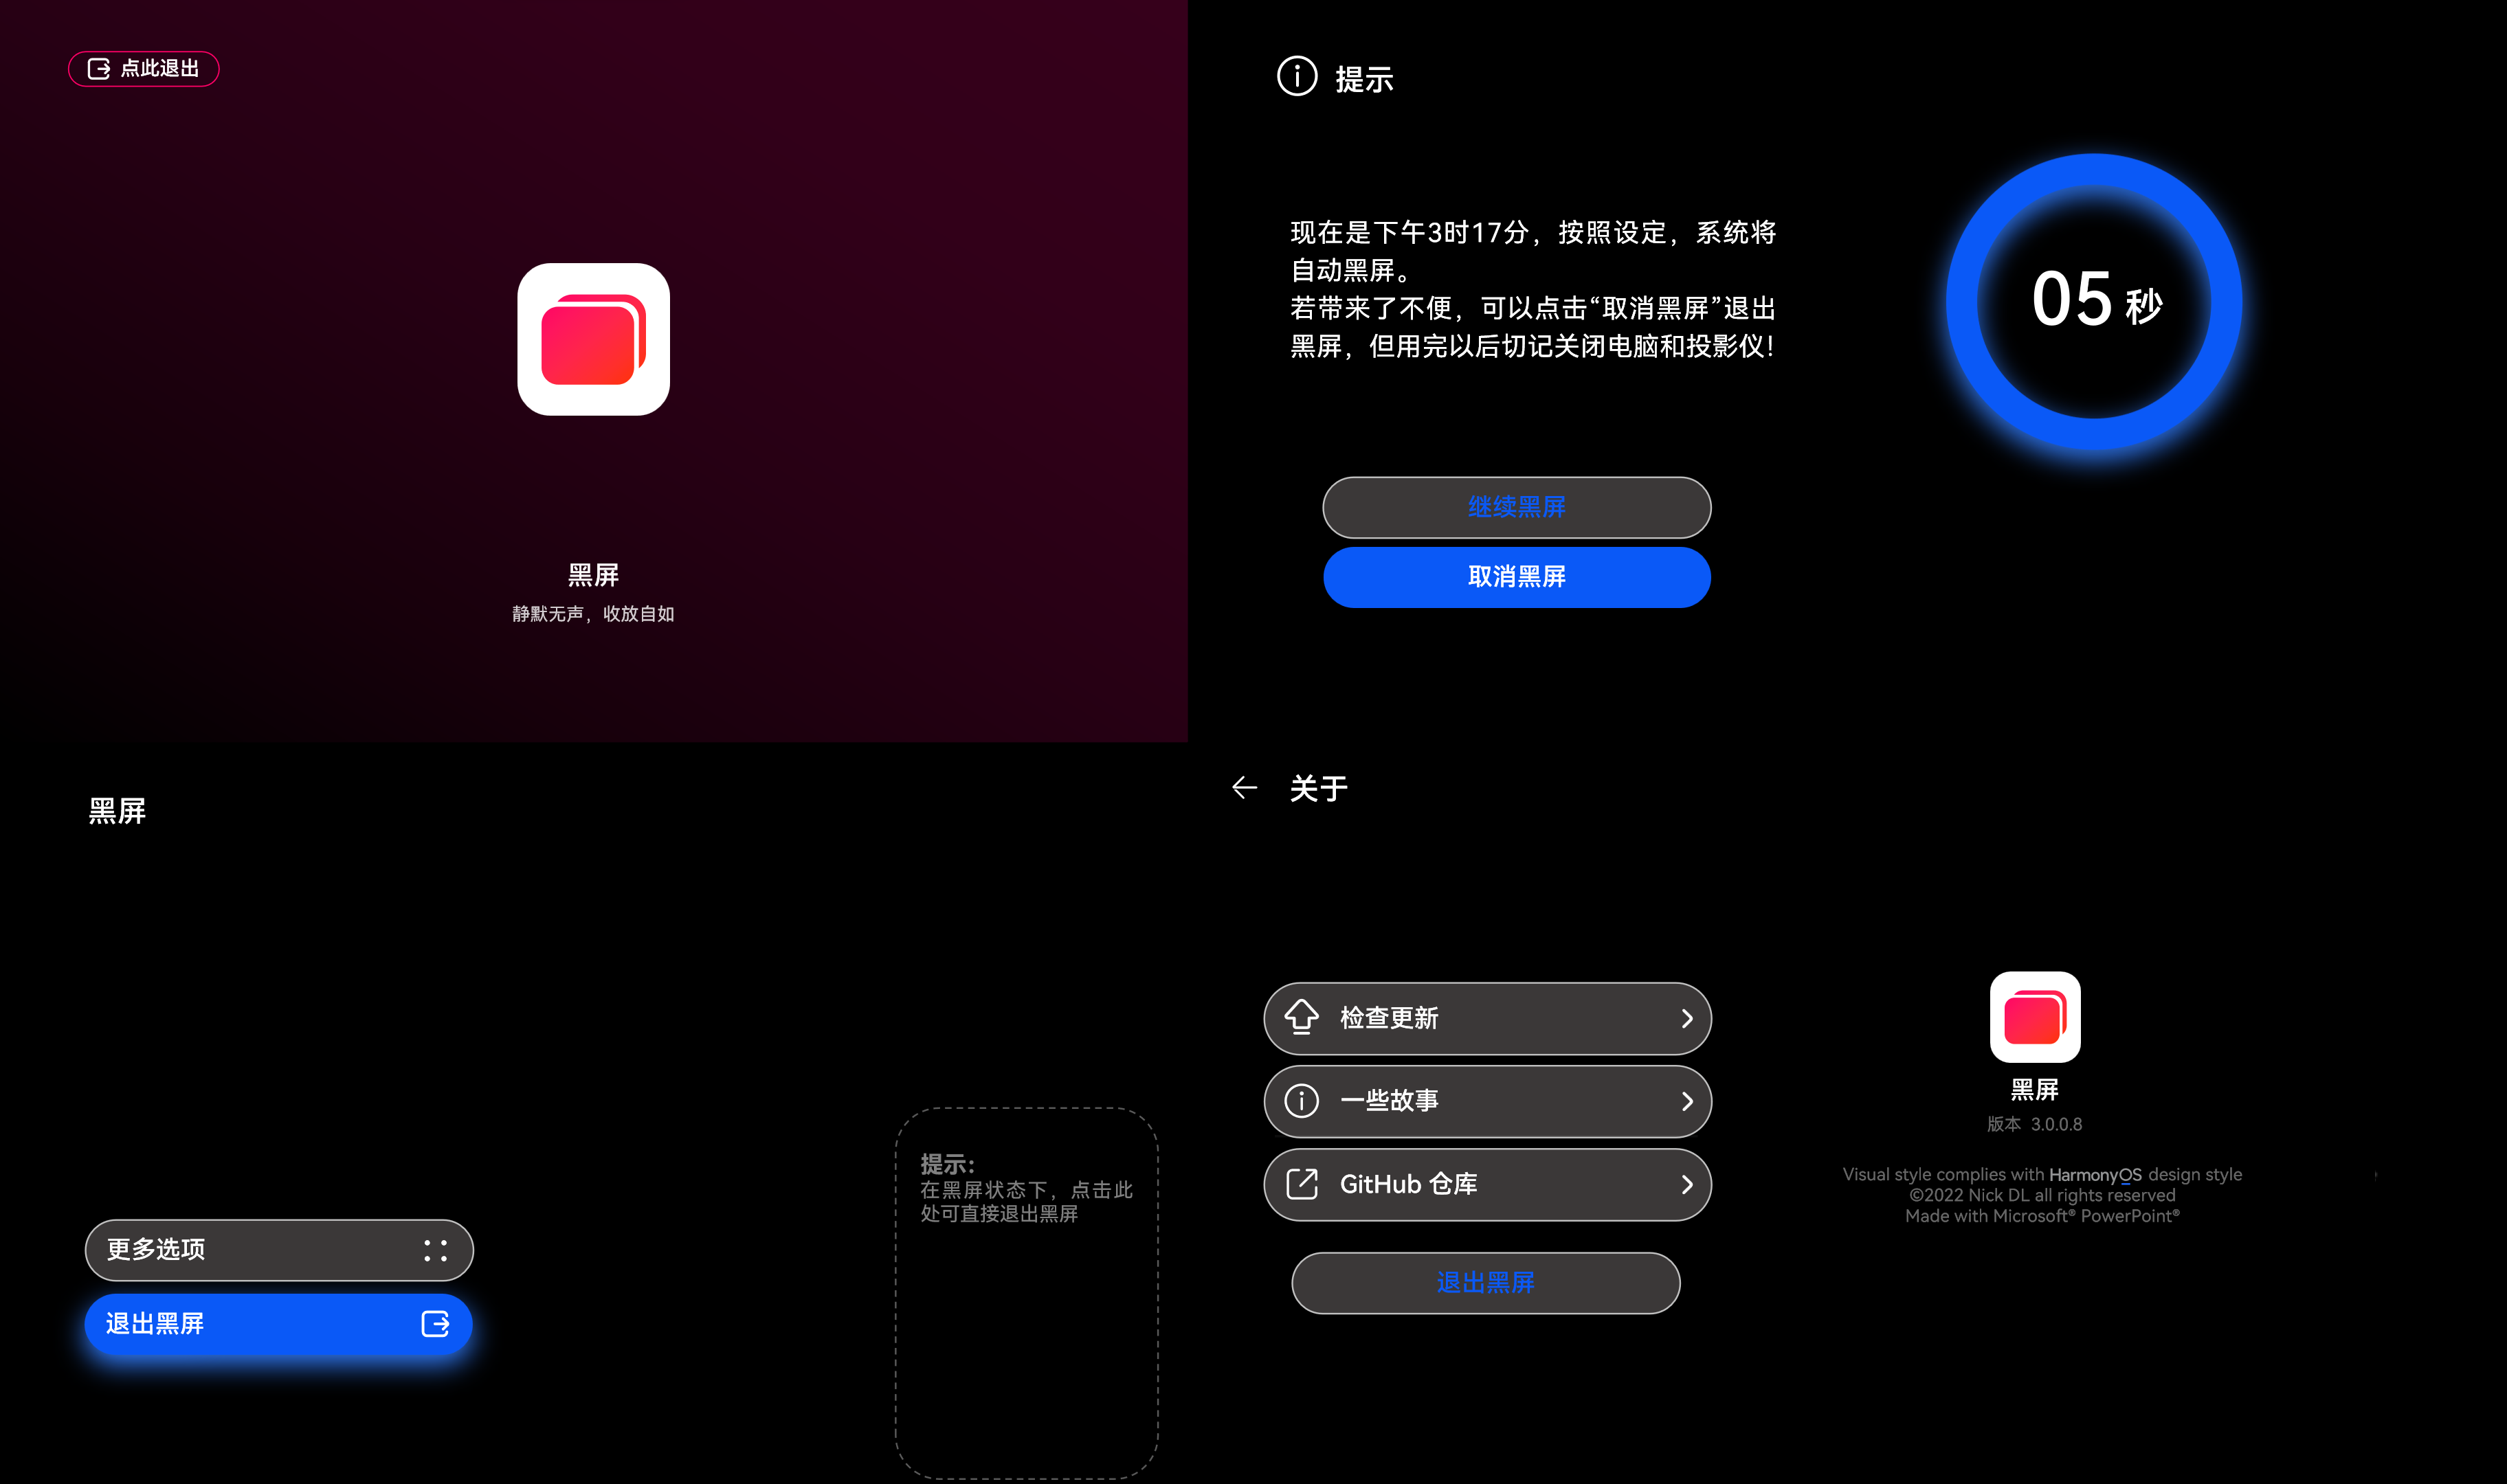 点此退出
黑屏
静默无声，收放自如
提示
现在是下午3时17分，按照设定，系统将
自动黑屏。
若带来了不便，可以点击“取消黑屏”退出
黑屏，但用完以后切记关闭电脑和投影仪！
05 秒
继续黑屏
取消黑屏
黑屏
更多选项
退出黑屏
提示：
在黑屏状态下，点击此
处可直接退出黑屏
关于
检查更新
一些故事
GitHub 仓库
退出黑屏
黑屏
版本 3.0.0.8
Visual style complies with HarmonyOS design style
©2022 Nick DL all rights reserved
Made with Microsoft® PowerPoint®